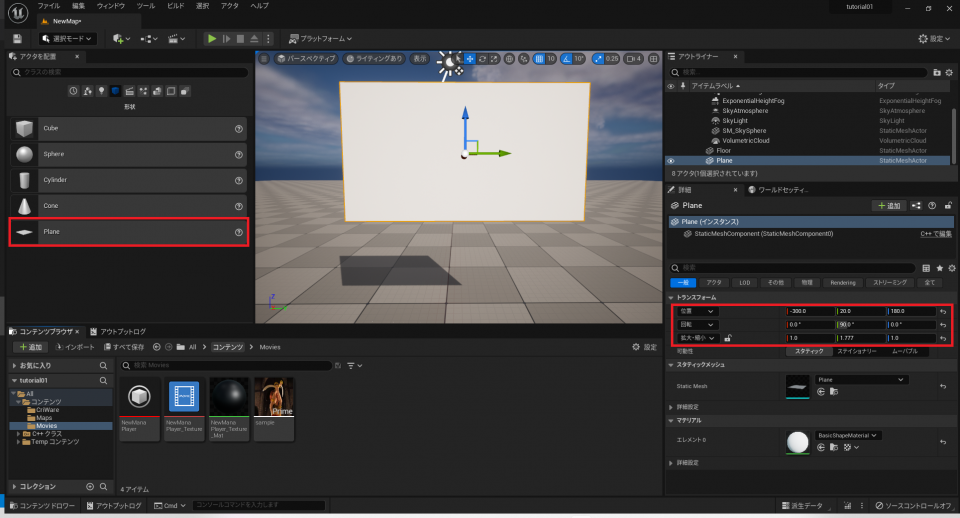 ファイル 編集 ウィンドウ ツール ビルド 選択 アクタ ヘルプ
tutorial01
NewMap*
選択モード
プラットフォーム
設定
アクタを配置
クラスの検索
形状
Cube
Sphere
Cylinder
Cone
Plane
パースペクティブ ライティングあり 表示
10 10° 0.25 4
Z
アウトライナー
検索...
アイテムラベル タイプ
ExponentialHeightFog ExponentialHeightFog
SkyAtmosphere SkyAtmosphere
SkyLight SkyLight
SM_SkySphere StaticMeshActor
VolumetricCloud VolumetricCloud
Floor StaticMeshActor
Plane StaticMeshActor
8 アクタ(1個選択されています)
詳細 ワールドセッティ..
Plane 追加
Plane (インスタンス)
StaticMeshComponent (StaticMeshComponent0) C++ で編集
検索
一般 アクタ LOD その他 物理 Rendering ストリーミング 全て
トランスフォーム
位置 -300.0 20.0 180.0
回転 0.0° 90.0° 0.0°
拡大・縮小 1.0 1.777 1.0
可動性 スタティック ステイショナリー ムーバブル
スタティックメッシュ
Static Mesh Plane
詳細設定
マテリアル
エレメント 0 BasicShapeMaterial
詳細設定
コンテンツブラウザ アウトプットログ
追加 インポート すべて保存 All コンテンツ Movies 設定
お気に入り
検索 Movies
tutorial01
All
コンテンツ
CriWare
Maps
Movies
C++ クラス
Temp コンテンツ
コレクション
NewMana
Player
NewMana
Player_Texture
NewMana
Player_Texture
_Mat
Prime
sample
4 アイテム
コンテンツドロワー アウトプットログ Cmd コンソールコマンドを入力します 派生データ ソースコントロールオフ